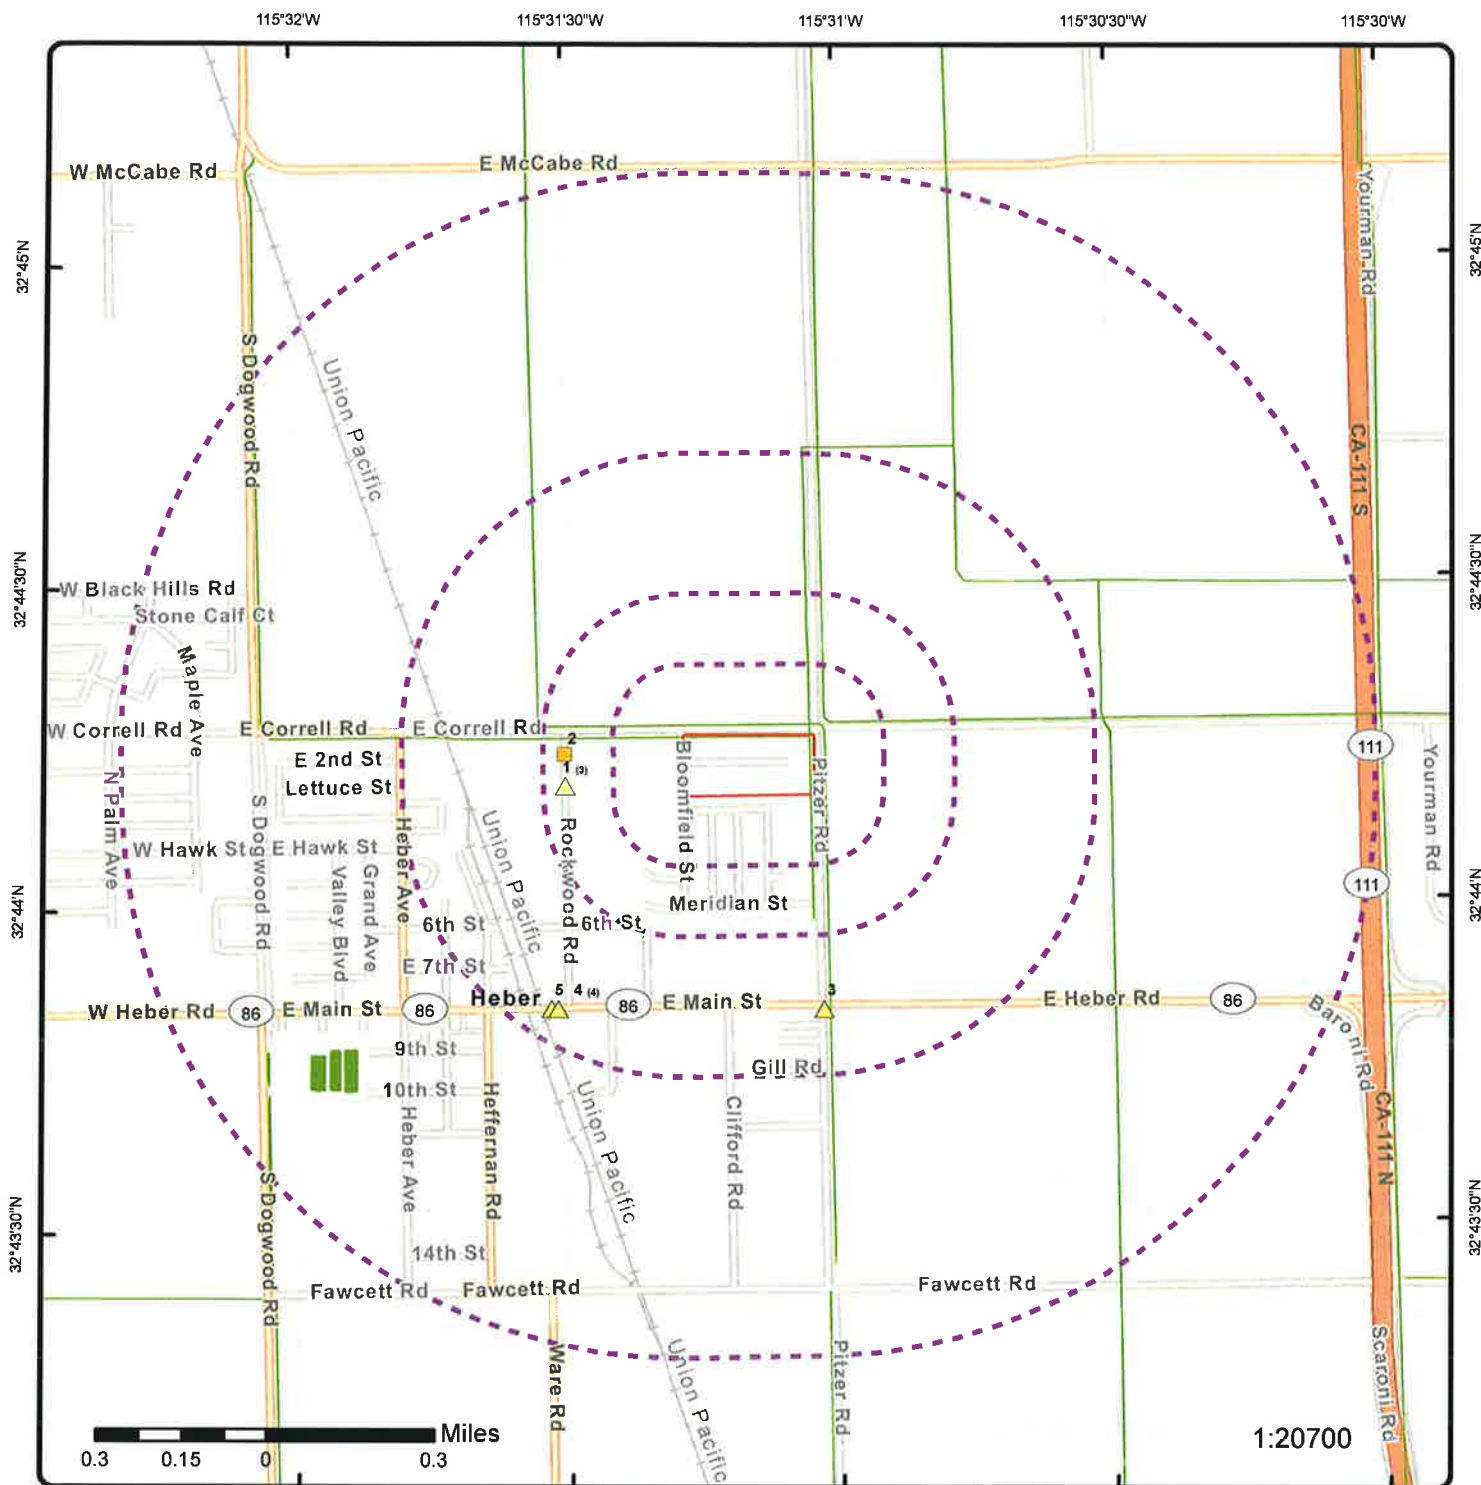 115°32'W
115°31'30"W
115°31'W
115°30'30"W
115°30'W
W McCabe Rd
E McCabe Rd
Yourman Rd
32°45'N
32°45'N
S Dogwood Rd
Union Pacific
CA-111 S
32°44'30"N
32°44'30"N
W Black Hills Rd
Stone Calf Ct
Maple Ave
W Correll Rd
E Correll Rd
E Correll Rd
2
1 (3)
111
E 2nd St
Lettuce St
N Palm Ave
S Dogwood Rd
Heber Ave
Union Pacific
Rockwood Rd
Bloomfield St
Pitzer Rd
Yourman Rd
W Hawk St
E Hawk St
Valley Blvd
Grand Ave
111
32°44'N
32°44'N
Meridian St
6th St
6th St
E 7th St
W Heber Rd
86
E Main St
86
Heber
5
4 (4)
86
E Main St
3
E Heber Rd
86
Baroni Rd
9th St
10th St
Gill Rd
Heber Ave
Heffernan Rd
Union Pacific
Clifford Rd
CA-111 N
S Dogwood Rd
32°43'30"N
32°43'30"N
14th St
Fawcett Rd
Fawcett Rd
Fawcett Rd
Ware Rd
Union Pacific
Pitzer Rd
Scaroni Rd
Miles
0.3
0.15
0
0.3
1:20700